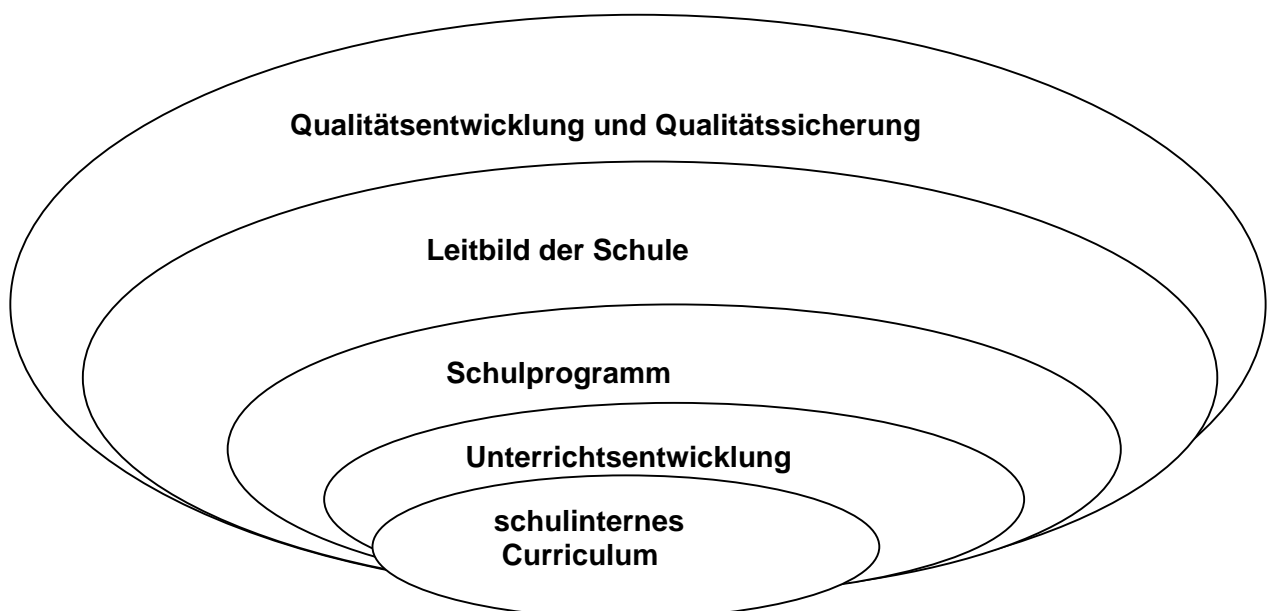 Qualitätsentwicklung und Qualitätssicherung
Leitbild der Schule
Schulprogramm
Unterrichtsentwicklung
schulinternes
Curriculum